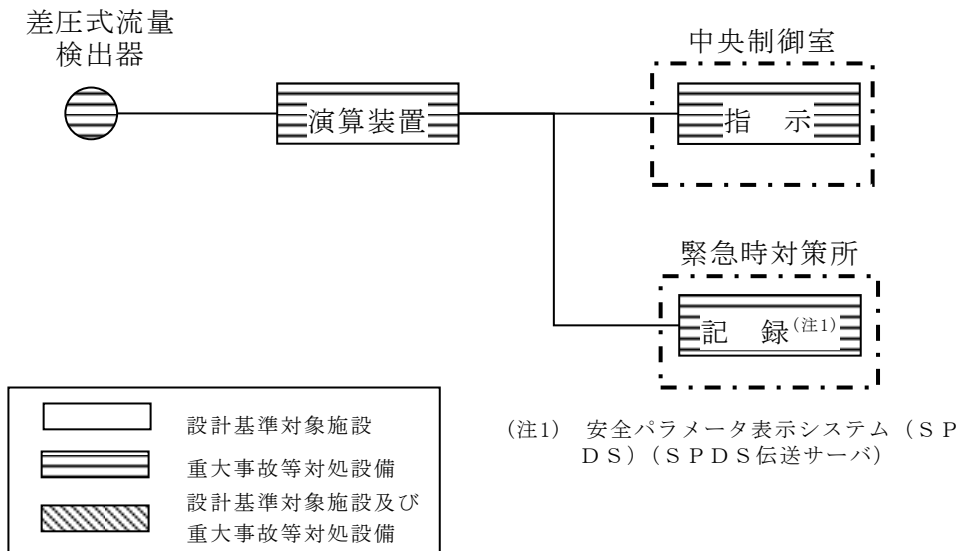 差圧式流量
検出器
演算装置
中央制御室
指　示
緊急時対策所
記　録(注1)
設計基準対象施設
重大事故等対処設備
設計基準対象施設及び
重大事故等対処設備
(注1)　安全パラメータ表示システム（ＳＰ
ＤＳ）（ＳＰＤＳ伝送サーバ）